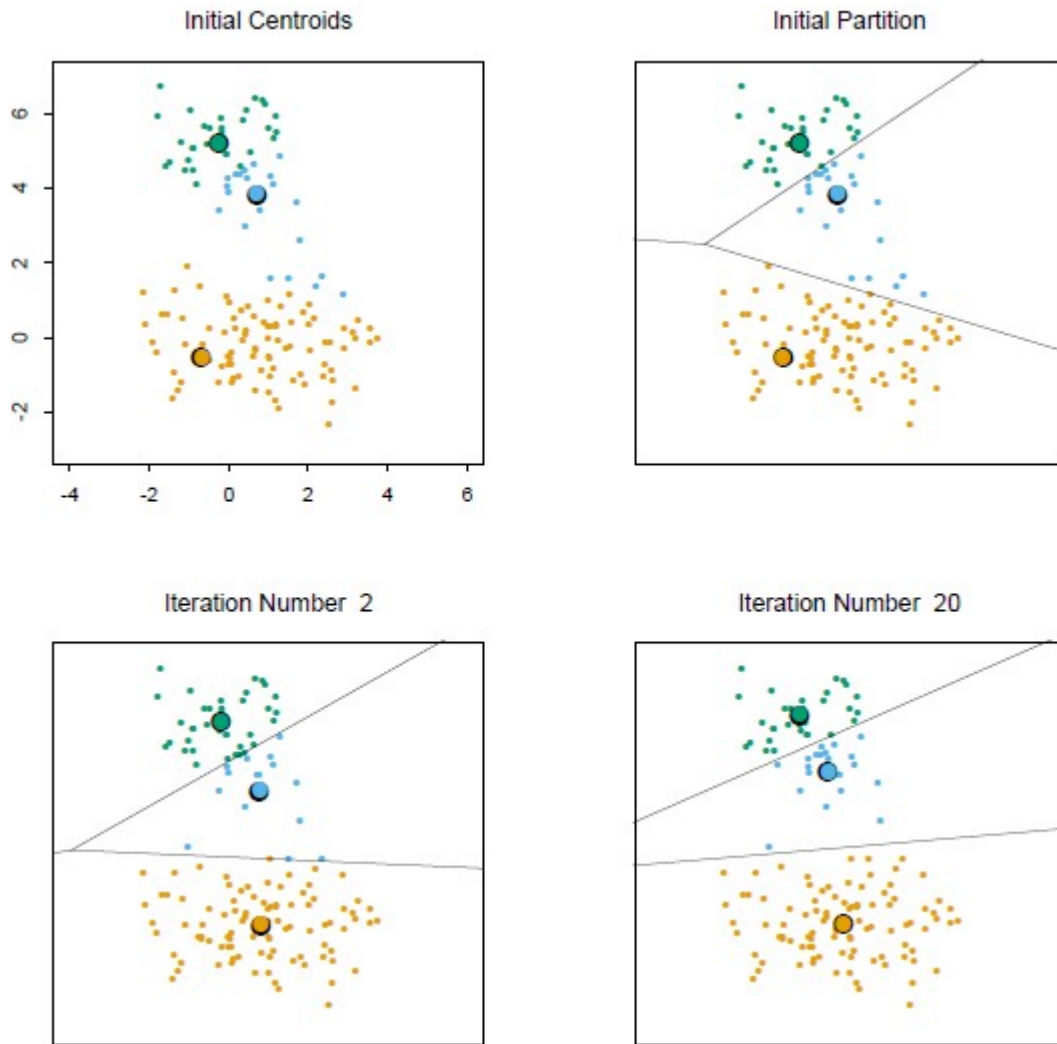 Initial Centroids
Initial Partition
6
4
2
0
-2
-4 -2 0 2 4 6
Iteration Number 2
Iteration Number 20